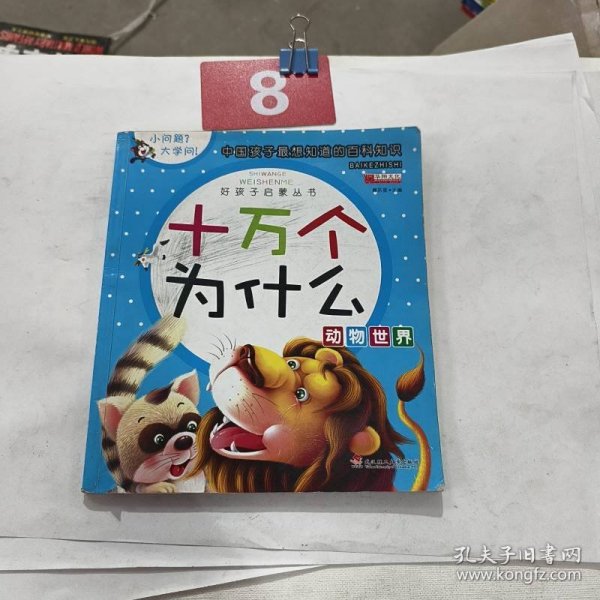 8
小问题?
大学问!
中国孩子最想知道的百科知识
BAIKEZHISHI
SHIWANGE
WEISHENME
好孩子启蒙丛书
十万个
为什么
动物世界
孔夫子旧书网
www.kongfz.com